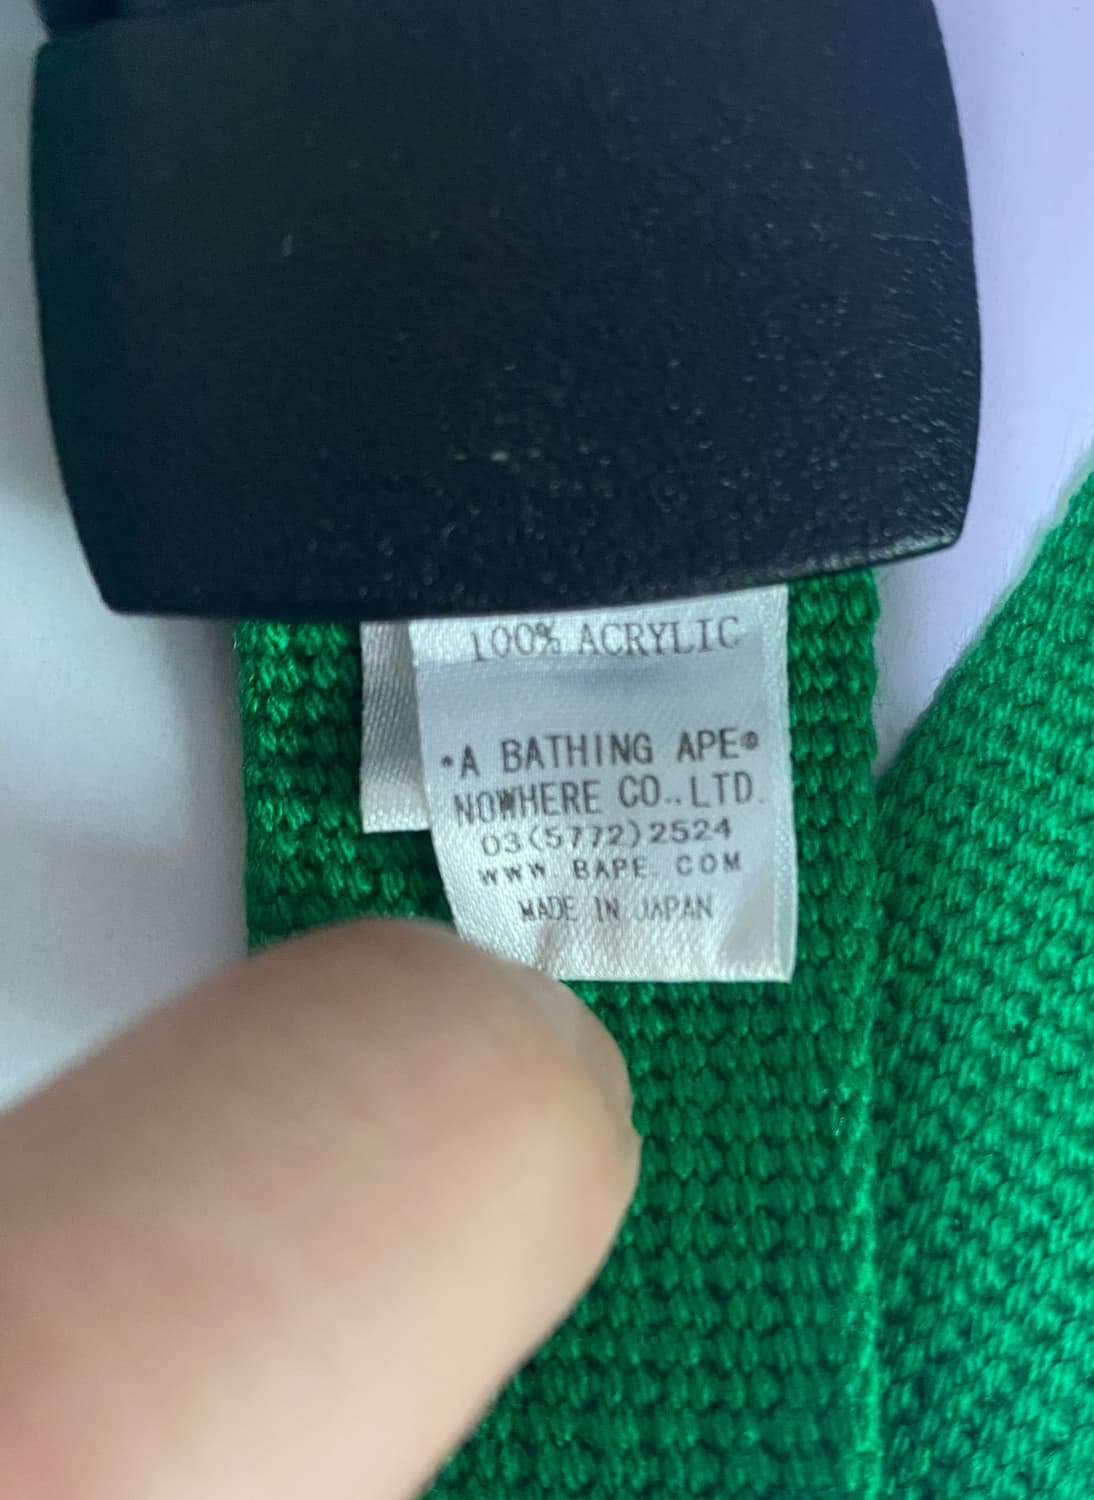 100% ACRYLIC
•A BATHING APE®
NOWHERE CO.,LTD.
03(5772)2524
WWW.BAPE.COM
MADE IN JAPAN